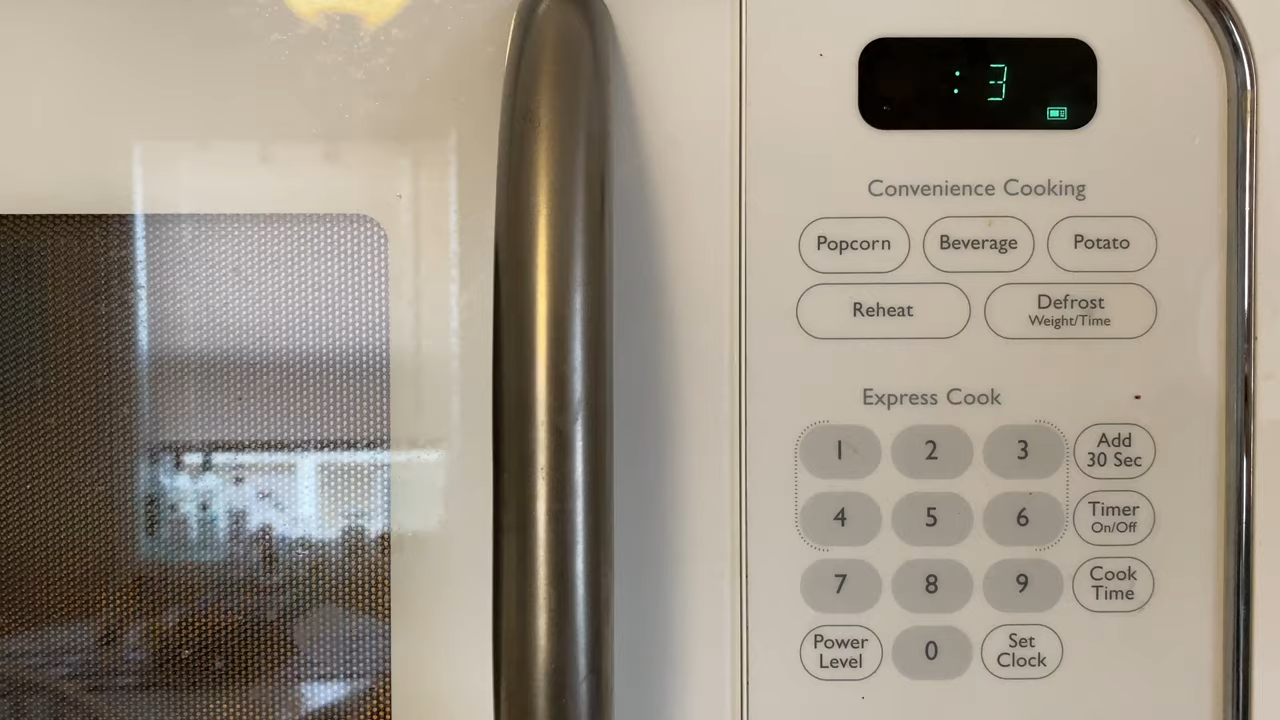 : 3
Convenience Cooking
Popcorn Beverage Potato
Reheat Defrost
Weight/Time
Express Cook
1 2 3 Add
30 Sec
4 5 6 Timer
On/Off
7 8 9 Cook
Time
Power
Level
0
Set
Clock